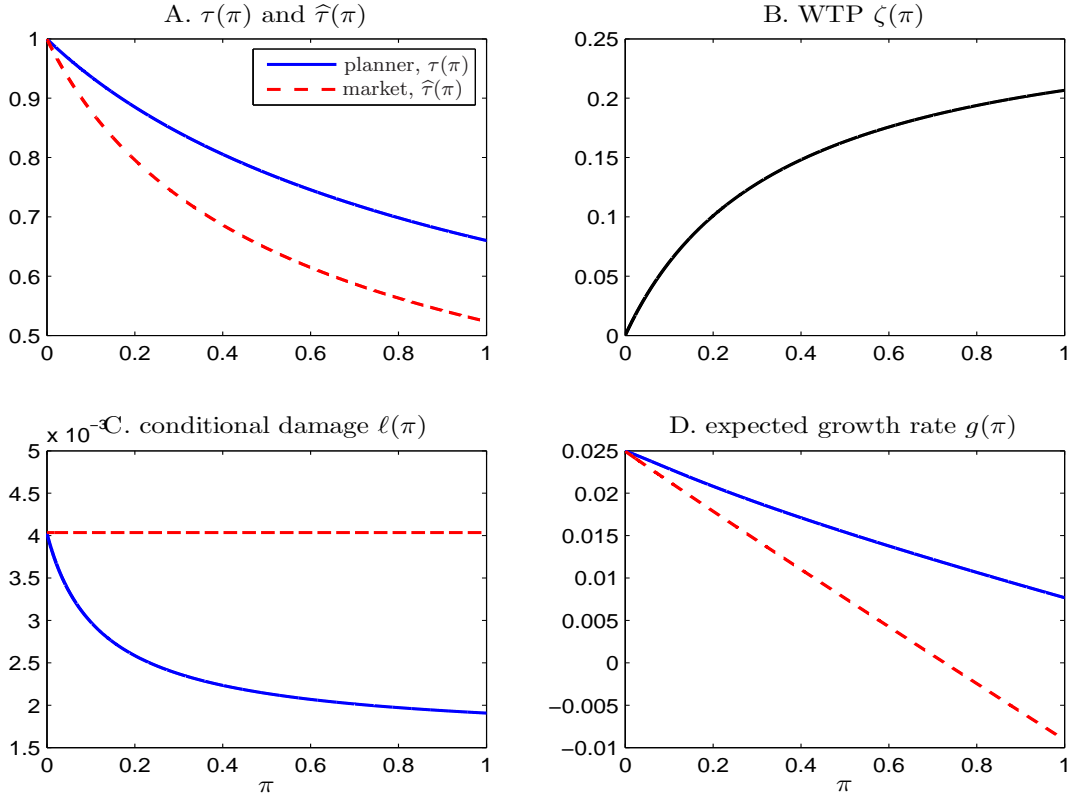 A. τ(π) and τ̂(π)
1
0.9
0.8
0.7
0.6
0.5
0 0.2 0.4 0.6 0.8 1
planner, τ(π)
market, τ̂(π)
B. WTP ζ(π)
0.25
0.2
0.15
0.1
0.05
0
0 0.2 0.4 0.6 0.8 1
x 10⁻³
C. conditional damage ℓ(π)
5
4.5
4
3.5
3
2.5
2
1.5
0 0.2 0.4 0.6 0.8 1
π
D. expected growth rate g(π)
0.025
0.02
0.015
0.01
0.005
0
−0.005
−0.01
0 0.2 0.4 0.6 0.8 1
π